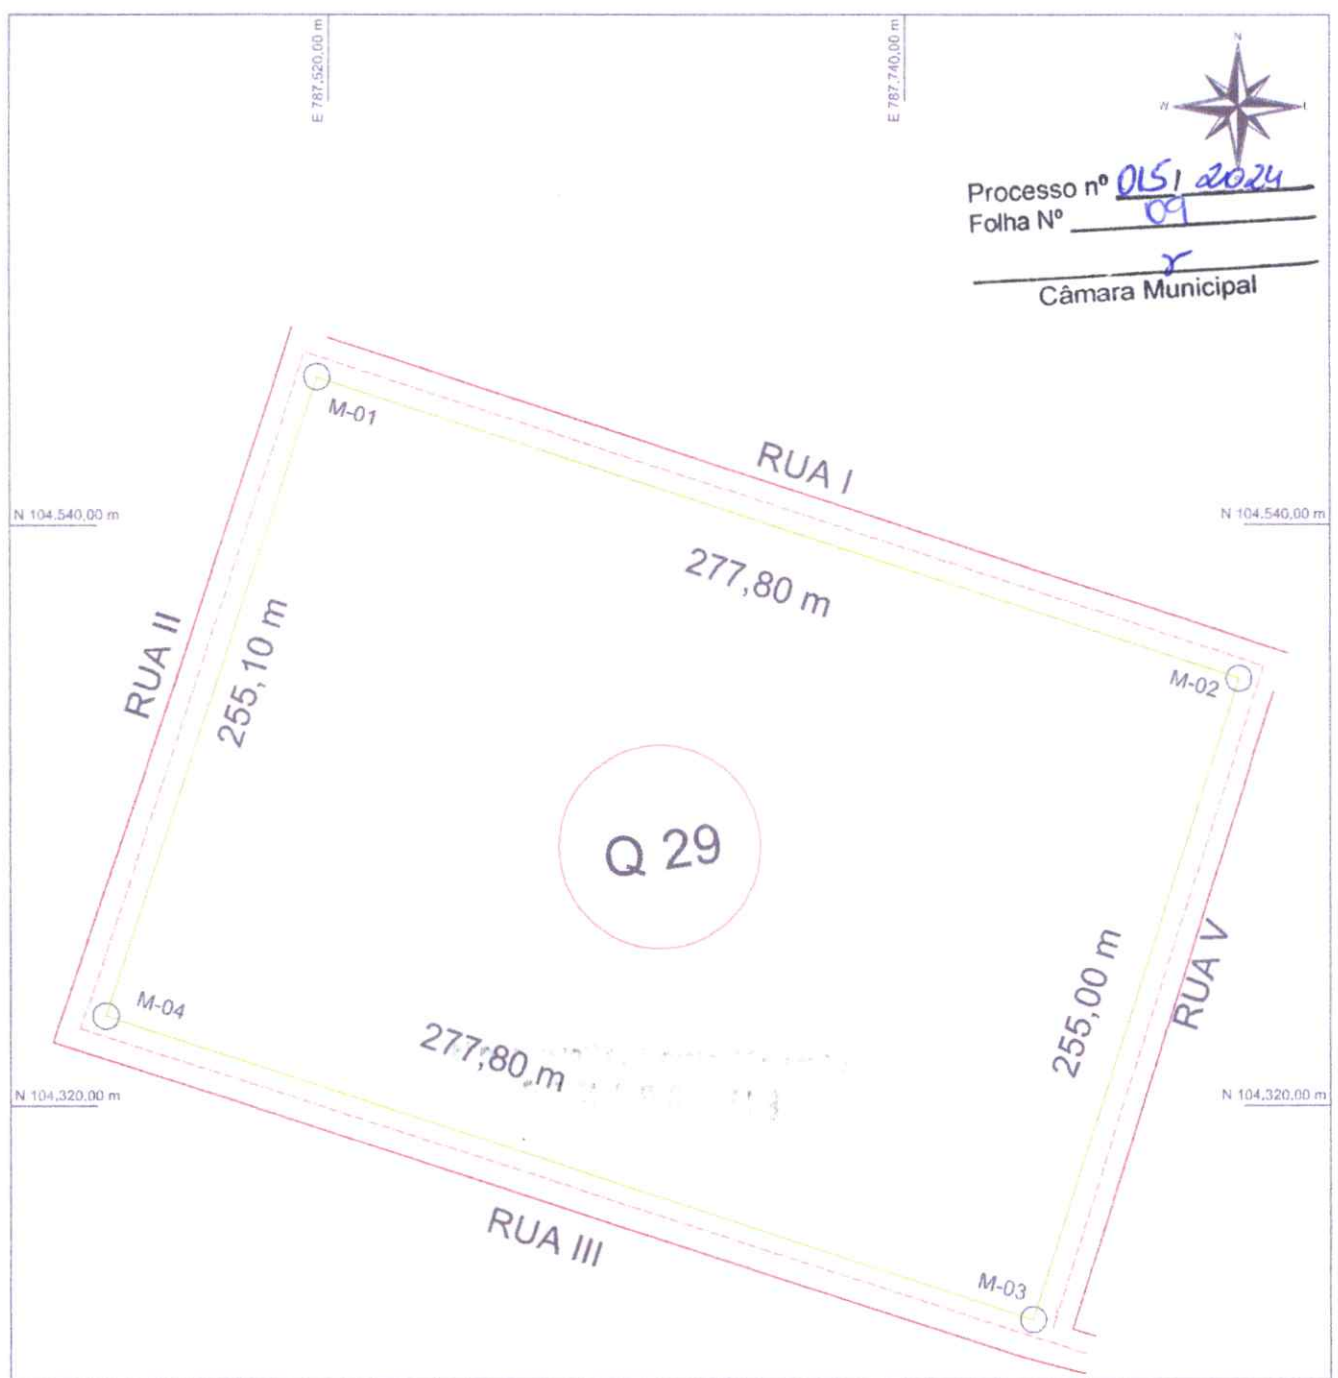 E 787.520,00 m
E 787.740,00 m
N
W
Processo nº 015/ 2024
Folha Nº 09
Câmara Municipal
M-01
RUA I
N 104.540,00 m
N 104.540,00 m
277,80 m
RUA II
255,10 m
M-02
Q 29
RUA V
255,00 m
M-04
277,80 m
N 104.320,00 m
N 104.320,00 m
RUA III
M-03